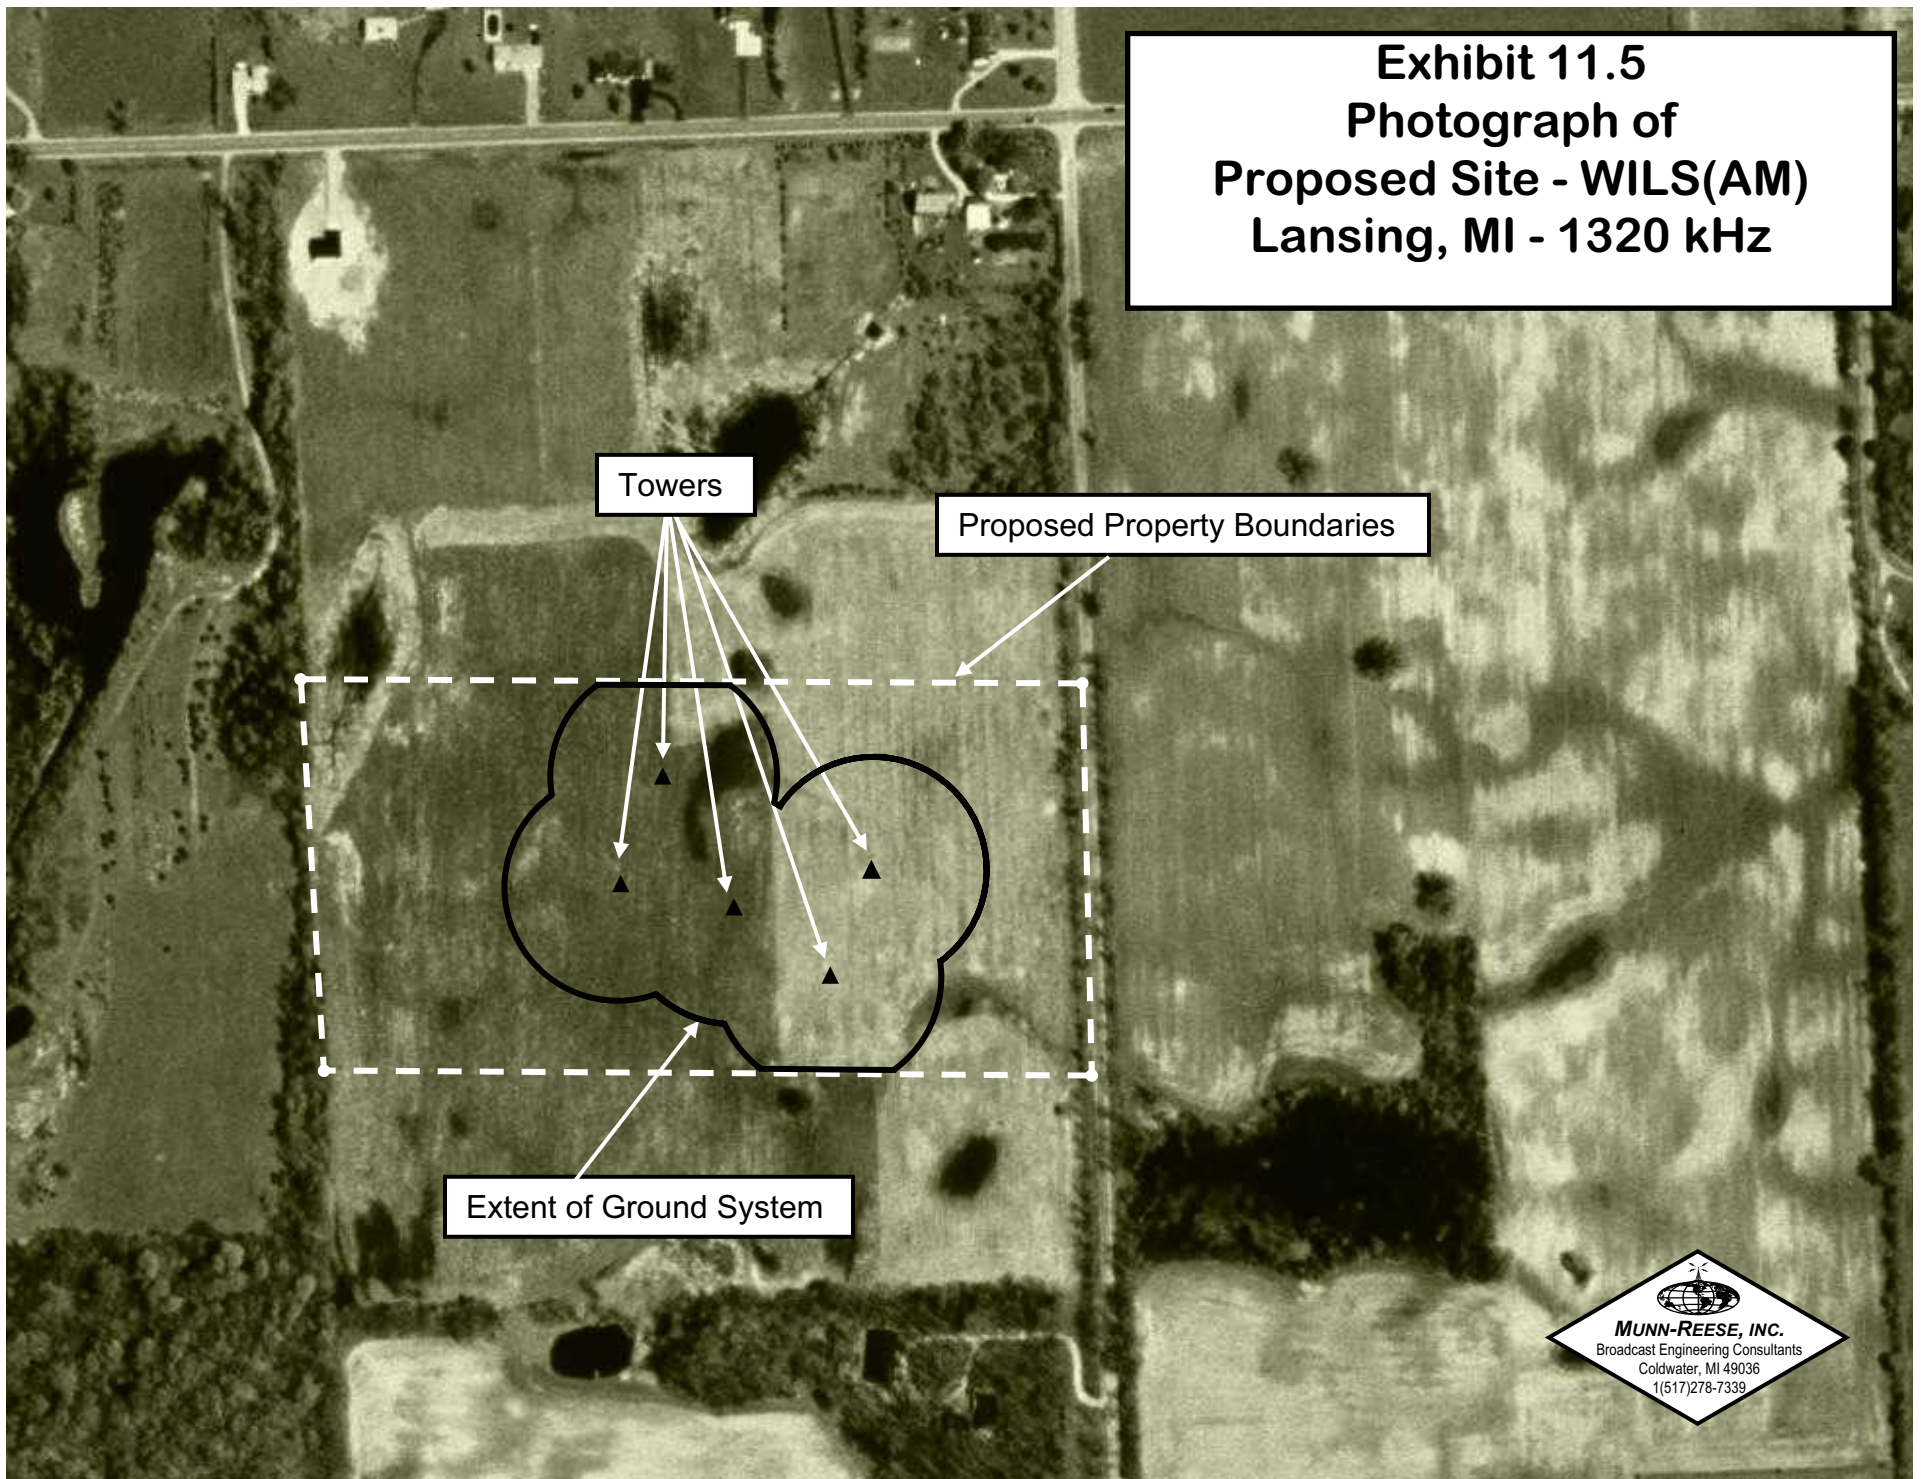 Exhibit 11.5
Photograph of
Proposed Site - WILS(AM)
Lansing, MI - 1320 kHz
Towers
Proposed Property Boundaries
Extent of Ground System
MUNN-REESE, INC.
Broadcast Engineering Consultants
Coldwater, MI 49036
1(517)278-7339